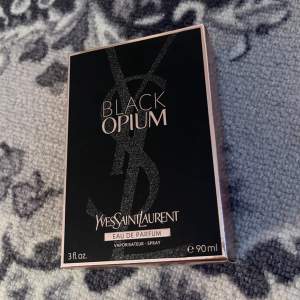 BLACK
OPIUM
YVESSAINTLAURENT
EAU DE PARFUM
VAPORISATEUR - SPRAY
3 fl oz. ℮ 90 ml